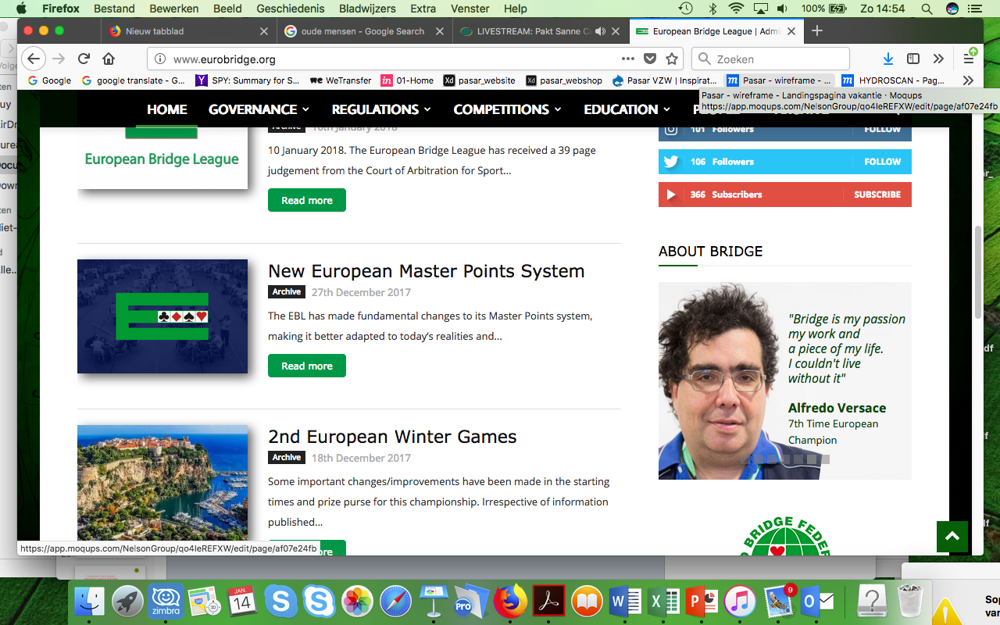 Firefox Bestand Bewerken Beeld Geschiedenis Bladwijzers Extra Venster Help 100% Zo 14:54
Nieuw tabblad
oude mensen - Google Search
LIVESTREAM: Pakt Sanne C
European Bridge League | Admi
www.eurobridge.org
Zoeken
Google
google translate - G...
SPY: Summary for S...
WeTransfer
01-Home
pasar_website
pasar_webshop
Pasar VZW | Inspirat...
Pasar - wireframe - ...
HYDROSCAN - Pag...
Pasar - wireframe - Landingspagina vakantie · Moqups
https://app.moqups.com/NelsonGroup/qo4IeREFXW/edit/page/af07e24fb
HOME GOVERNANCE REGULATIONS COMPETITIONS EDUCATION
Archive 10th January 2018
European Bridge League
10 January 2018. The European Bridge League has received a 39 page
judgement from the Court of Arbitration for Sport...
Read more
New European Master Points System
Archive 27th December 2017
The EBL has made fundamental changes to its Master Points system,
making it better adapted to today's realities and...
Read more
2nd European Winter Games
Archive 18th December 2017
Some important changes/improvements have been made in the starting
times and prize purse for this championship. Irrespective of information
published...
101 Followers FOLLOW
106 Followers FOLLOW
366 Subscribers SUBSCRIBE
ABOUT BRIDGE
"Bridge is my passion
my work and
a piece of my life.
I couldn't live
without it"
Alfredo Versace
7th Time European
Champion
BRIDGE FEDE
https://app.moqups.com/NelsonGroup/qo4IeREFXW/edit/page/af07e24fb
zimbra
JAN
14
PRO
9